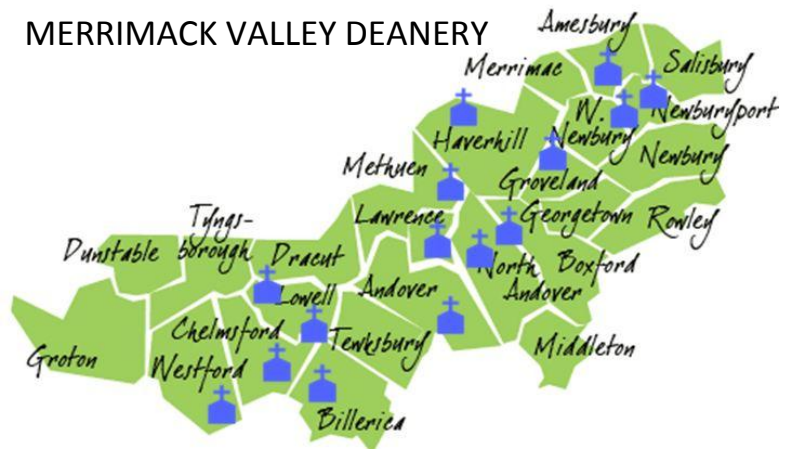 MERRIMACK VALLEY DEANERY
Amesbury
Merrimac
Salisbury
W.
Newbury
Newburyport
Haverhill
Newbury
Methuen
Groveland
Lawrence
Georgetown
Rowley
Tyngs-
borough
Dunstable
Dracut
North
Andover
Boxford
Lowell
Andover
Chelmsford
Tewksbury
Middleton
Groton
Westford
Billerica